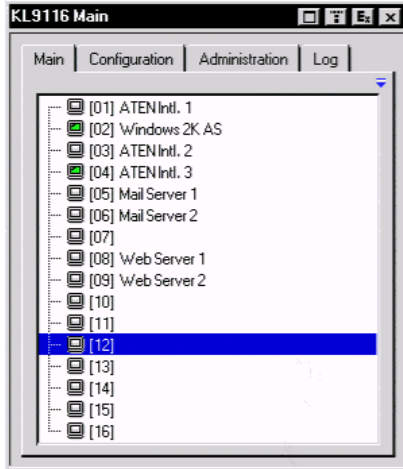 KL9116 Main
Main Configuration Administration Log
[01] ATEN Intl. 1
[02] Windows 2K AS
[03] ATEN Intl. 2
[04] ATEN Intl. 3
[05] Mail Server 1
[06] Mail Server 2
[07]
[08] Web Server 1
[09] Web Server 2
[10]
[11]
[12]
[13]
[14]
[15]
[16]